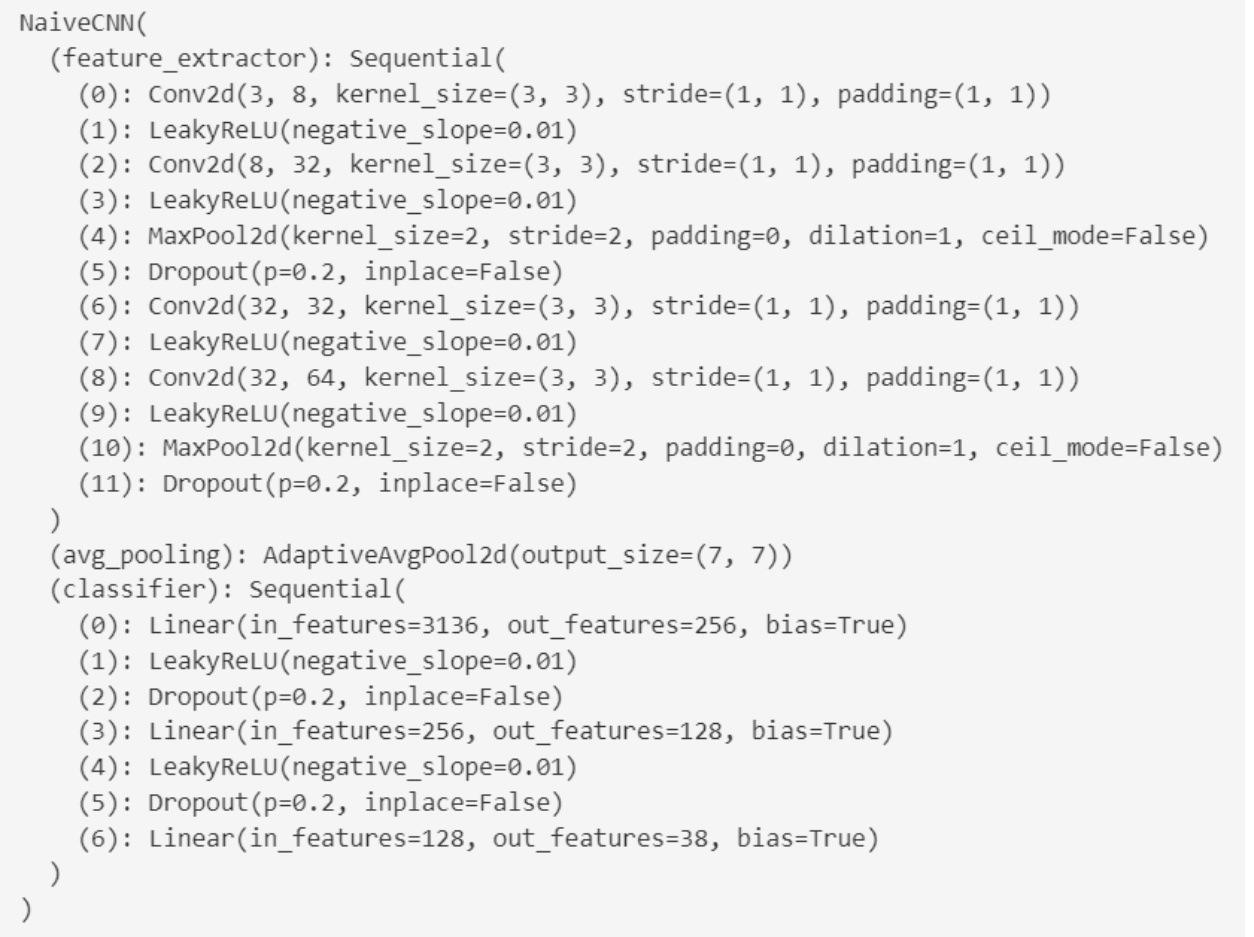 NaiveCNN(
  (feature_extractor): Sequential(
    (0): Conv2d(3, 8, kernel_size=(3, 3), stride=(1, 1), padding=(1, 1))
    (1): LeakyReLU(negative_slope=0.01)
    (2): Conv2d(8, 32, kernel_size=(3, 3), stride=(1, 1), padding=(1, 1))
    (3): LeakyReLU(negative_slope=0.01)
    (4): MaxPool2d(kernel_size=2, stride=2, padding=0, dilation=1, ceil_mode=False)
    (5): Dropout(p=0.2, inplace=False)
    (6): Conv2d(32, 32, kernel_size=(3, 3), stride=(1, 1), padding=(1, 1))
    (7): LeakyReLU(negative_slope=0.01)
    (8): Conv2d(32, 64, kernel_size=(3, 3), stride=(1, 1), padding=(1, 1))
    (9): LeakyReLU(negative_slope=0.01)
    (10): MaxPool2d(kernel_size=2, stride=2, padding=0, dilation=1, ceil_mode=False)
    (11): Dropout(p=0.2, inplace=False)
  )
  (avg_pooling): AdaptiveAvgPool2d(output_size=(7, 7))
  (classifier): Sequential(
    (0): Linear(in_features=3136, out_features=256, bias=True)
    (1): LeakyReLU(negative_slope=0.01)
    (2): Dropout(p=0.2, inplace=False)
    (3): Linear(in_features=256, out_features=128, bias=True)
    (4): LeakyReLU(negative_slope=0.01)
    (5): Dropout(p=0.2, inplace=False)
    (6): Linear(in_features=128, out_features=38, bias=True)
  )
)